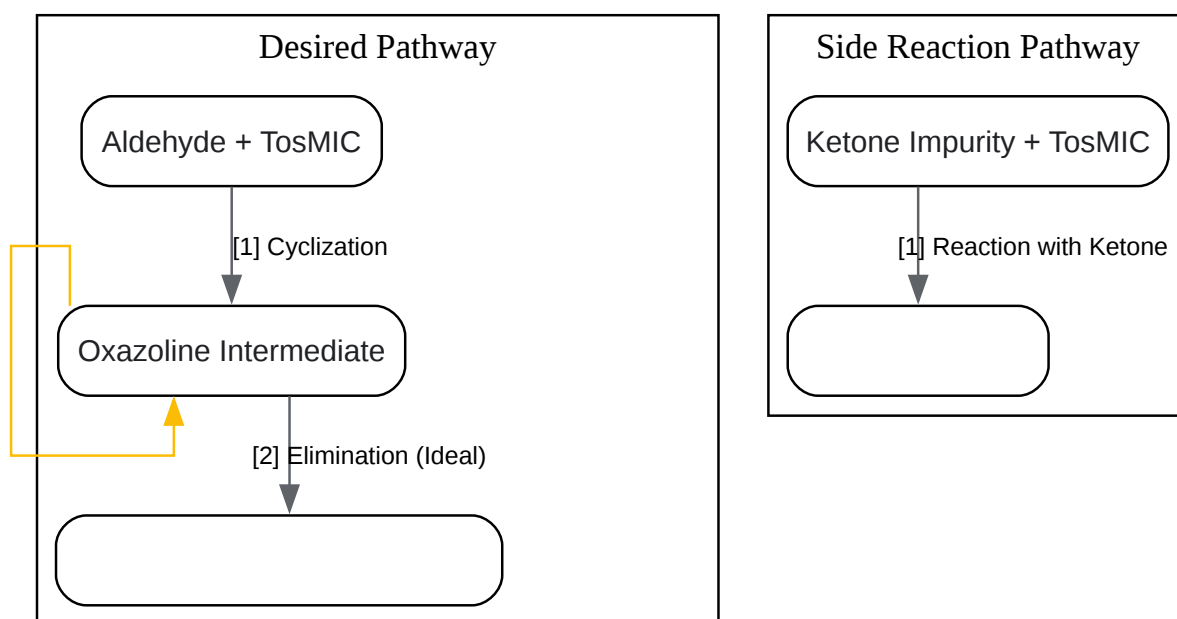 Desired Pathway
Aldehyde + TosMIC
[1] Cyclization
Oxazoline Intermediate
[2] Elimination (Ideal)
Side Reaction Pathway
Ketone Impurity + TosMIC
[1] Reaction with Ketone